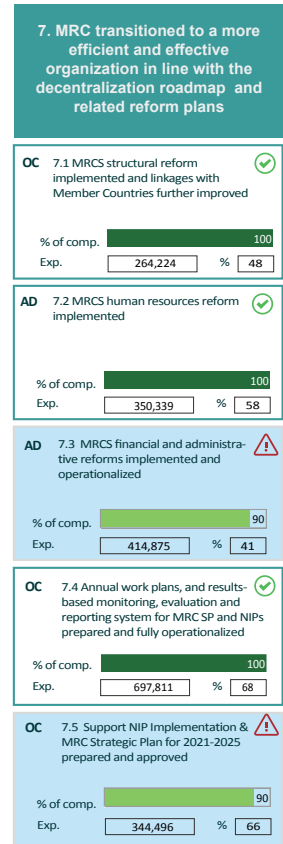 7. MRC transitioned to a more
efficient and effective
organization in line with the
decentralization roadmap and
related reform plans
OC 7.1 MRCS structural reform
implemented and linkages with
Member Countries further improved
% of comp. 100
Exp. 264,224 % 48
AD 7.2 MRCS human resources reform
implemented
% of comp. 100
Exp. 350,339 % 58
AD 7.3 MRCS financial and administra-
tive reforms implemented and
operationalized
% of comp. 90
Exp. 414,875 % 41
OC 7.4 Annual work plans, and results-
based monitoring, evaluation and
reporting system for MRC SP and NIPs
prepared and fully operationalized
% of comp. 100
Exp. 697,811 % 68
OC 7.5 Support NIP Implementation &
MRC Strategic Plan for 2021-2025
prepared and approved
% of comp. 90
Exp. 344,496 % 66